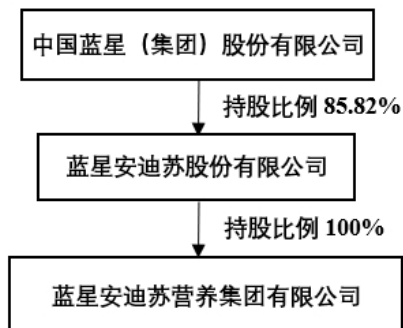 中国蓝星（集团）股份有限公司
持股比例 85.82%
蓝星安迪苏股份有限公司
持股比例 100%
蓝星安迪苏营养集团有限公司